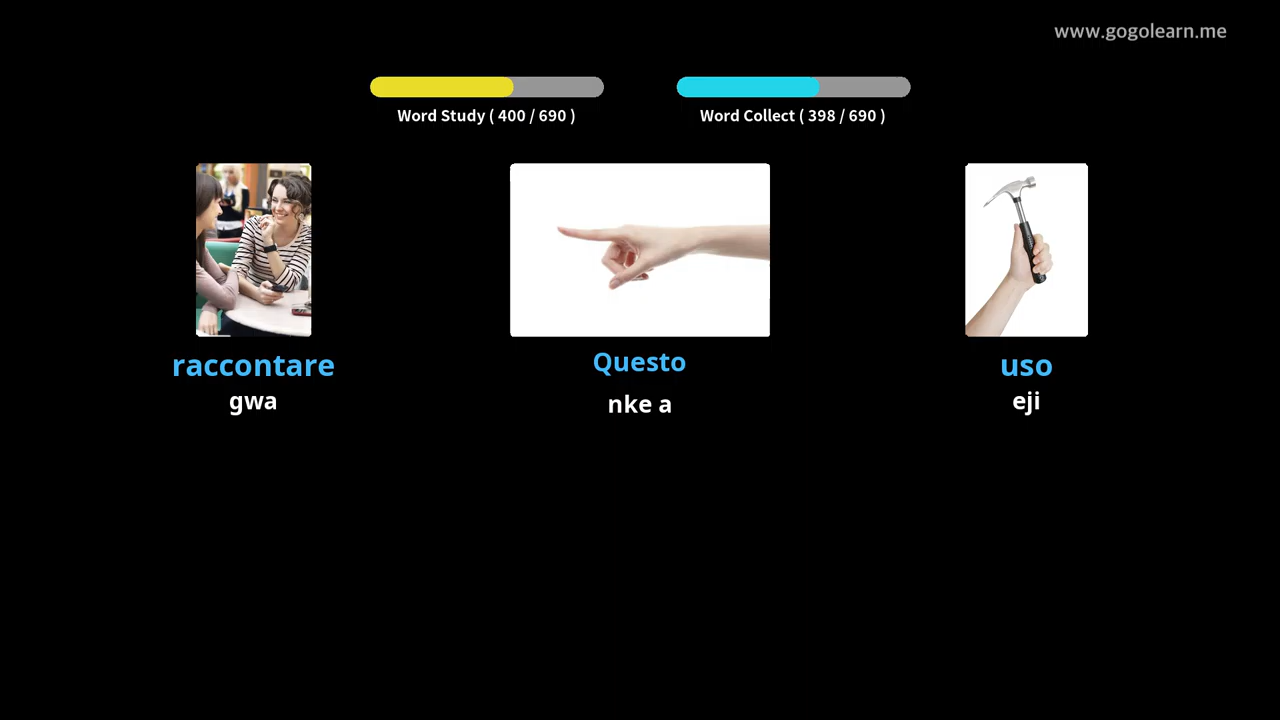 www.gogolearn.me
Word Study ( 400 / 690 )
Word Collect ( 398 / 690 )
raccontare
gwa
Questo
nke a
uso
eji